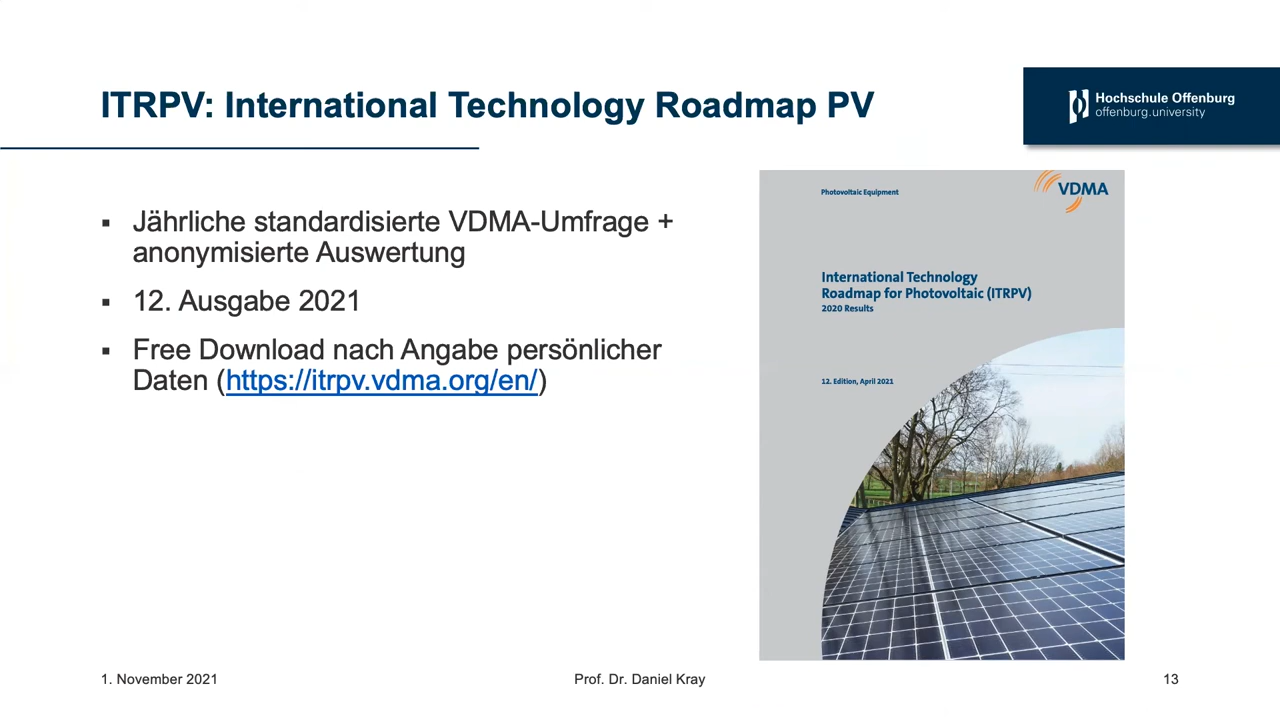 ITRPV: International Technology Roadmap PV
Hochschule Offenburg
offenburg.university
▪ Jährliche standardisierte VDMA-Umfrage +
anonymisierte Auswertung
▪ 12. Ausgabe 2021
▪ Free Download nach Angabe persönlicher
Daten (https://itrpv.vdma.org/en/)
Photovoltaic Equipment
VDMA
International Technology
Roadmap for Photovoltaic (ITRPV)
2020 Results
12. Edition, April 2021
1. November 2021
Prof. Dr. Daniel Kray
13